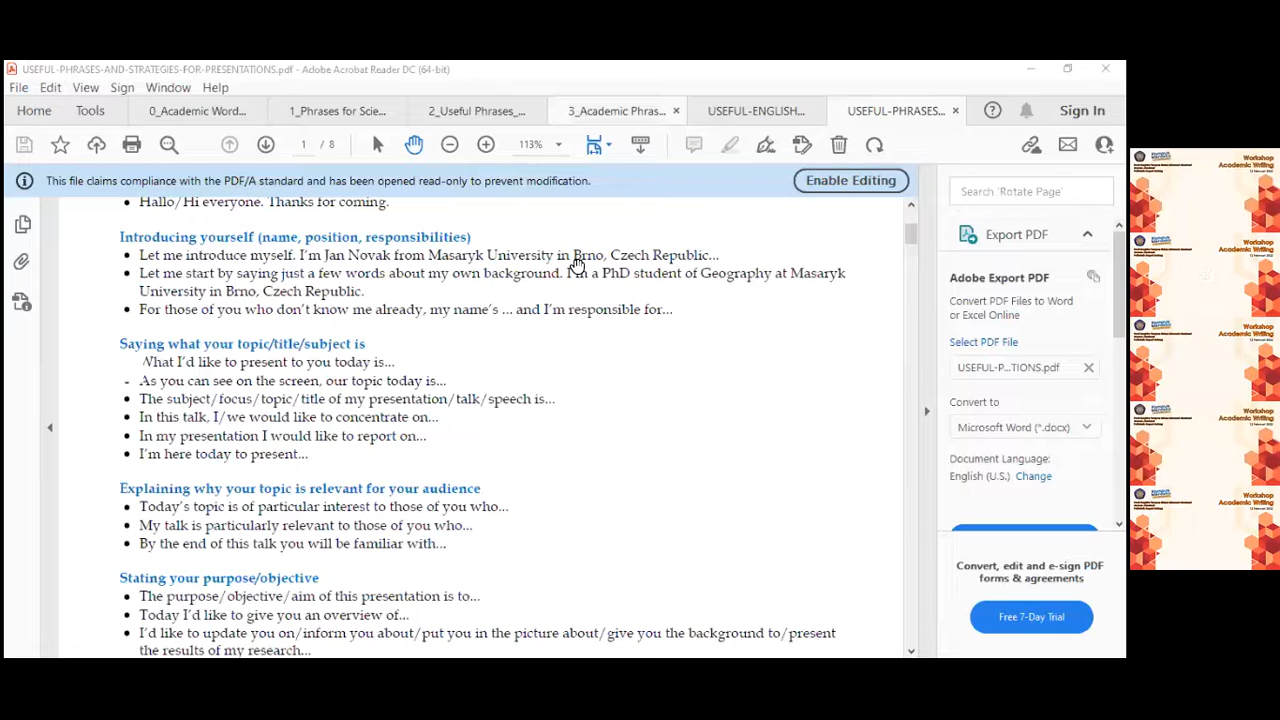 USEFUL-PHRASES-AND-STRATEGIES-FOR-PRESENTATIONS.pdf - Adobe Acrobat Reader DC (64-bit)
File Edit View Sign Window Help
Home Tools 0_Academic Word... 1_Phrases for Scie... 2_Useful Phrases_... 3_Academic Phras... USEFUL-ENGLISH... USEFUL-PHRASES... Sign In
1 / 8 113%
This file claims compliance with the PDF/A standard and has been opened read-only to prevent modification. Enable Editing
• Hallo/Hi everyone. Thanks for coming.
Introducing yourself (name, position, responsibilities)
• Let me introduce myself. I'm Jan Nowak from Masaryk University in Brno, Czech Republic...
• Let me start by saying just a few words about my own background. I'm a PhD student of Geography at Masaryk
University in Brno, Czech Republic.
• For those of you who don't know me already, my name's ... and I'm responsible for...
Saying what your topic/title/subject is
What I'd like to present to you today is...
- As you can see on the screen, our topic today is...
• The subject/focus/topic/title of my presentation/talk/speech is...
• In this talk, I/we would like to concentrate on...
• In my presentation I would like to report on...
• I'm here today to present...
Explaining why your topic is relevant for your audience
• Today's topic is of particular interest to those of you who...
• My talk is particularly relevant to those of you who...
• By the end of this talk you will be familiar with...
Stating your purpose/objective
• The purpose/objective/aim of this presentation is to...
• Today I'd like to give you an overview of...
• I'd like to update you on/inform you about/put you in the picture about/give you the background to/present
the results of my research...
Search 'Rotate Page'
Export PDF
Adobe Export PDF
Convert PDF Files to Word
or Excel Online
Select PDF File
USEFUL-P...TIONS.pdf
Convert to
Microsoft Word (*.docx)
Document Language:
English (U.S.) Change
Convert, edit and e-sign PDF
forms & agreements
Free 7-Day Trial
Workshop
Academic Writing
Workshop
Academic Writing
Workshop
Academic Writing
Workshop
Academic Writing
Workshop
Academic Writing